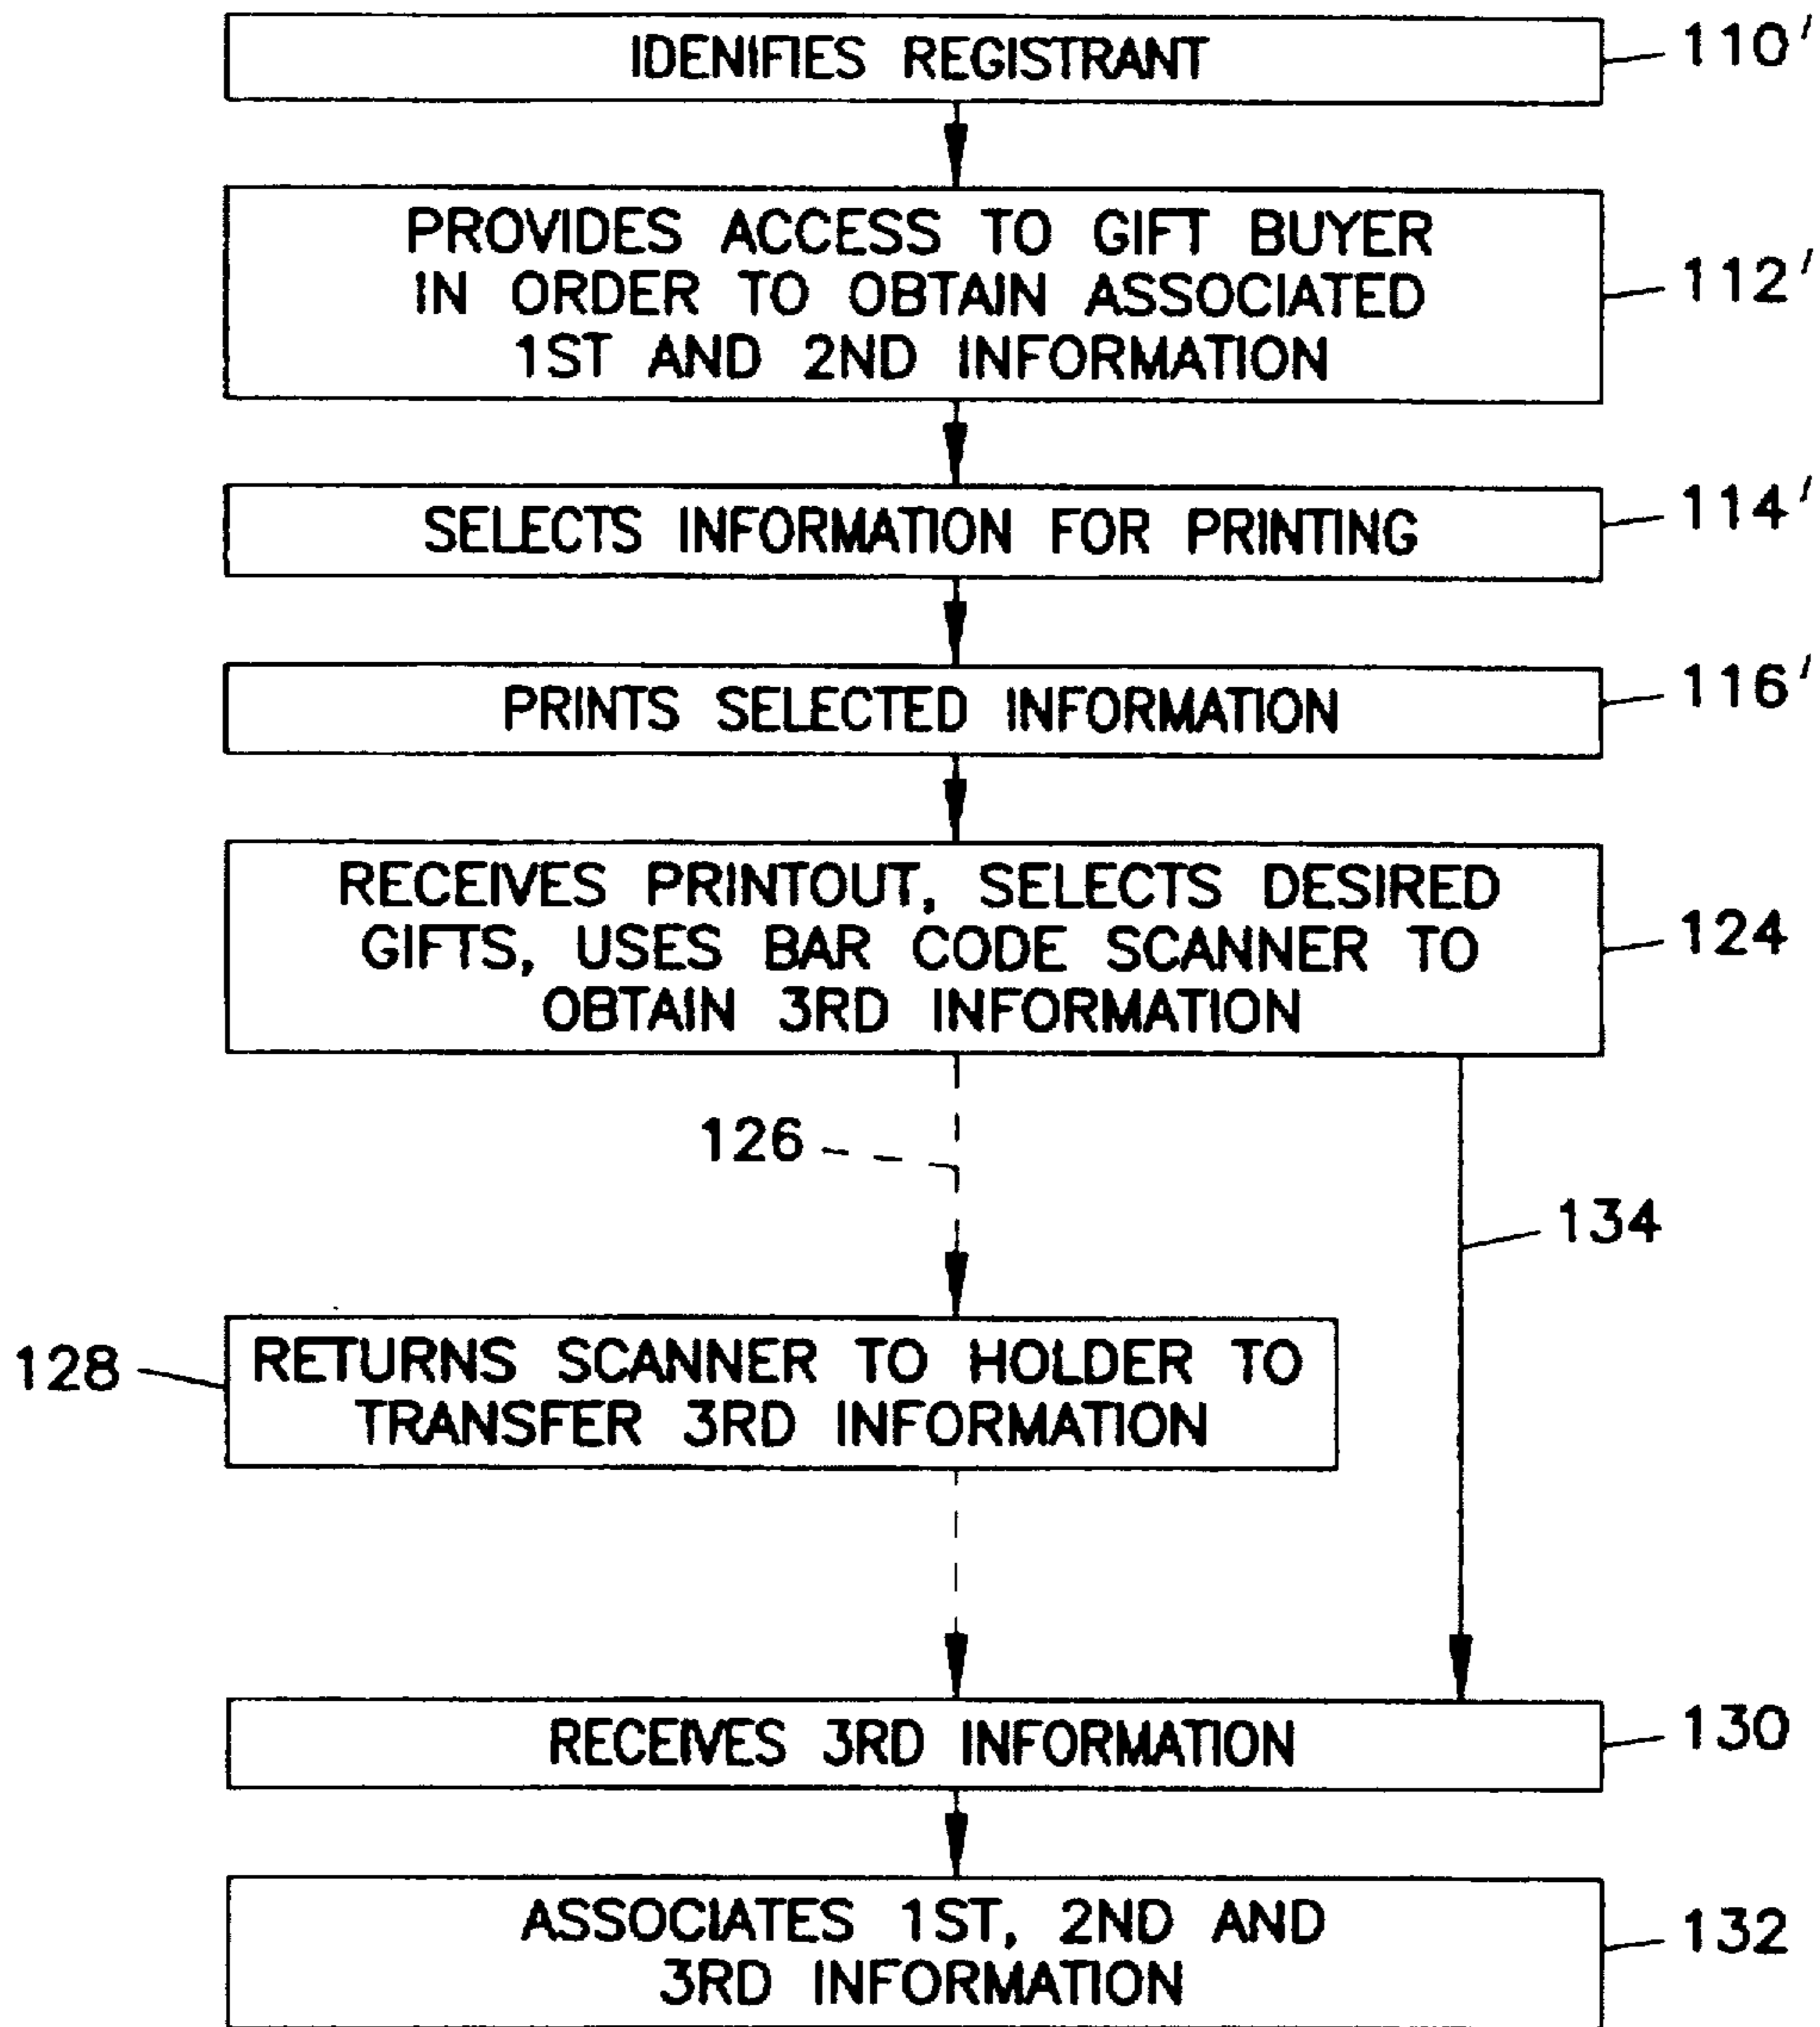 IDENIFIES REGISTRANT
110'
PROVIDES ACCESS TO GIFT BUYER
IN ORDER TO OBTAIN ASSOCIATED
1ST AND 2ND INFORMATION
112'
SELECTS INFORMATION FOR PRINTING
114'
PRINTS SELECTED INFORMATION
116'
RECEIVES PRINTOUT, SELECTS DESIRED
GIFTS, USES BAR CODE SCANNER TO
OBTAIN 3RD INFORMATION
124
126
134
128
RETURNS SCANNER TO HOLDER TO
TRANSFER 3RD INFORMATION
RECEIVES 3RD INFORMATION
130
ASSOCIATES 1ST, 2ND AND
3RD INFORMATION
132